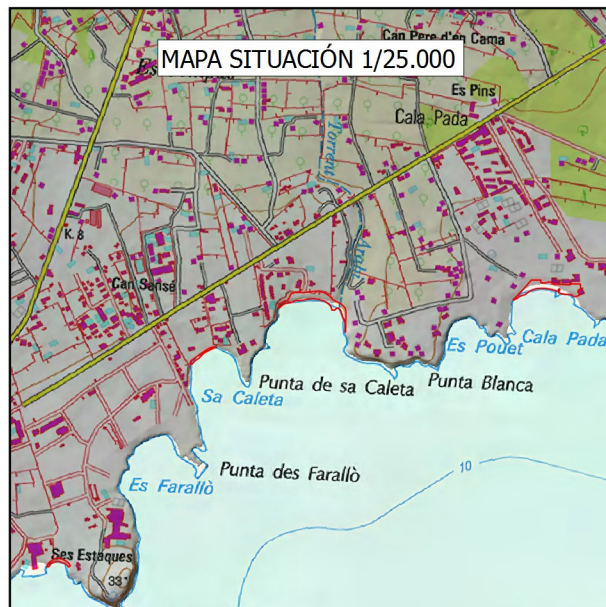 Can Pere d'en Cama
MAPA SITUACIÓN 1/25.000
Es Pins
Cala Pada
Torrent
K. 8
Can Sansé
Es Pouet
Cala Pada
Sa Caleta
Punta de sa Caleta
Punta Blanca
Punta des Farallò
Es Farallò
10
Ses Estaques
33